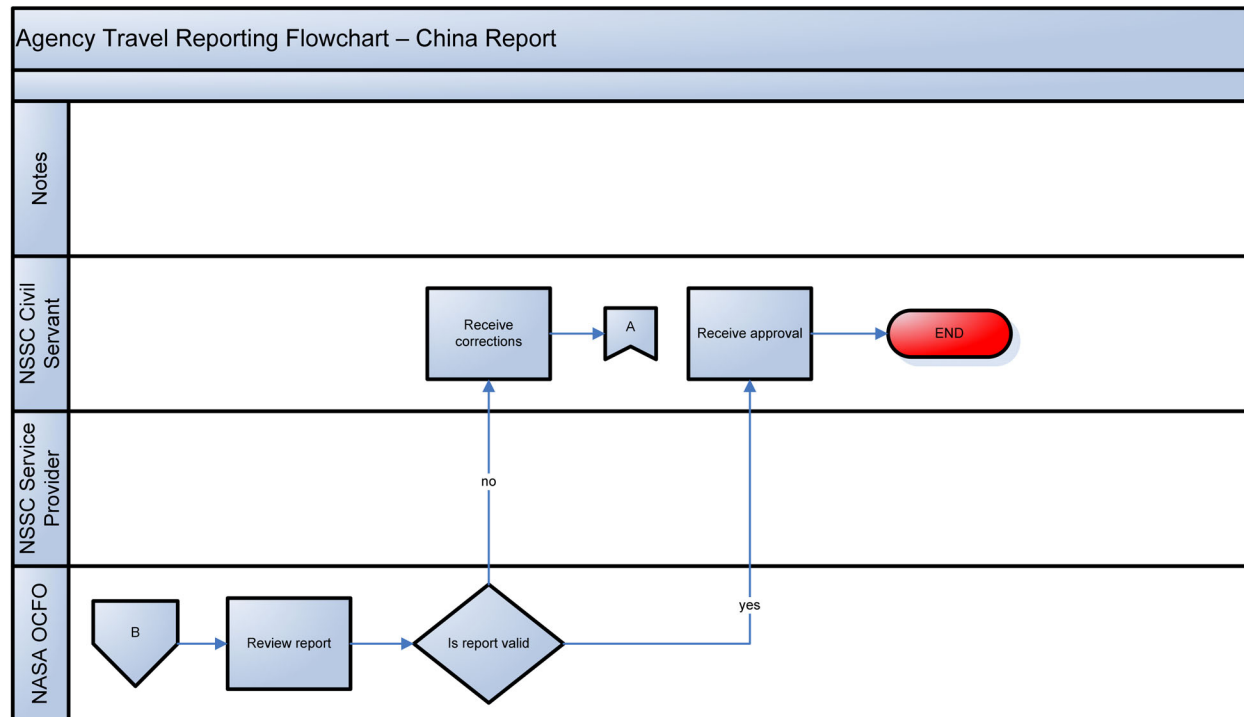 Agency Travel Reporting Flowchart – China Report
Notes
NSSC Civil
Servant
Receive
corrections
A
Receive approval
END
NSSC Service
Provider
no
NASA OCFO
B
Review report
Is report valid
yes